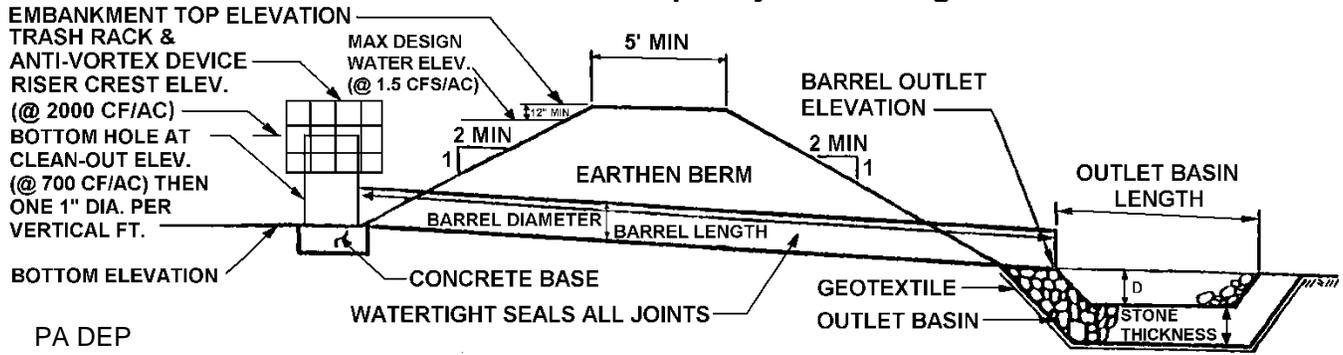 EMBANKMENT TOP ELEVATION
TRASH RACK &
ANTI-VORTEX DEVICE
RISER CREST ELEV.
(@ 2000 CF/AC)
BOTTOM HOLE AT
CLEAN-OUT ELEV.
(@ 700 CF/AC) THEN
ONE 1" DIA. PER
VERTICAL FT.
BOTTOM ELEVATION
MAX DESIGN
WATER ELEV.
(@ 1.5 CFS/AC)
5' MIN
12" MIN
2 MIN
1
2 MIN
1
EARTHEN BERM
BARREL DIAMETER
BARREL LENGTH
BARREL OUTLET
ELEVATION
OUTLET BASIN
LENGTH
CONCRETE BASE
WATERTIGHT SEALS ALL JOINTS
GEOTEXTILE
OUTLET BASIN
D
STONE
THICKNESS
PA DEP